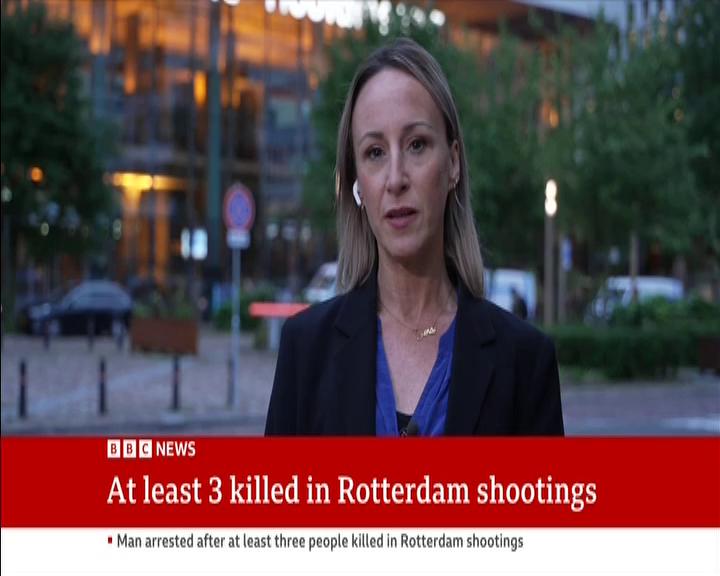 BBC NEWS
At least 3 killed in Rotterdam shootings
Man arrested after at least three people killed in Rotterdam shootings